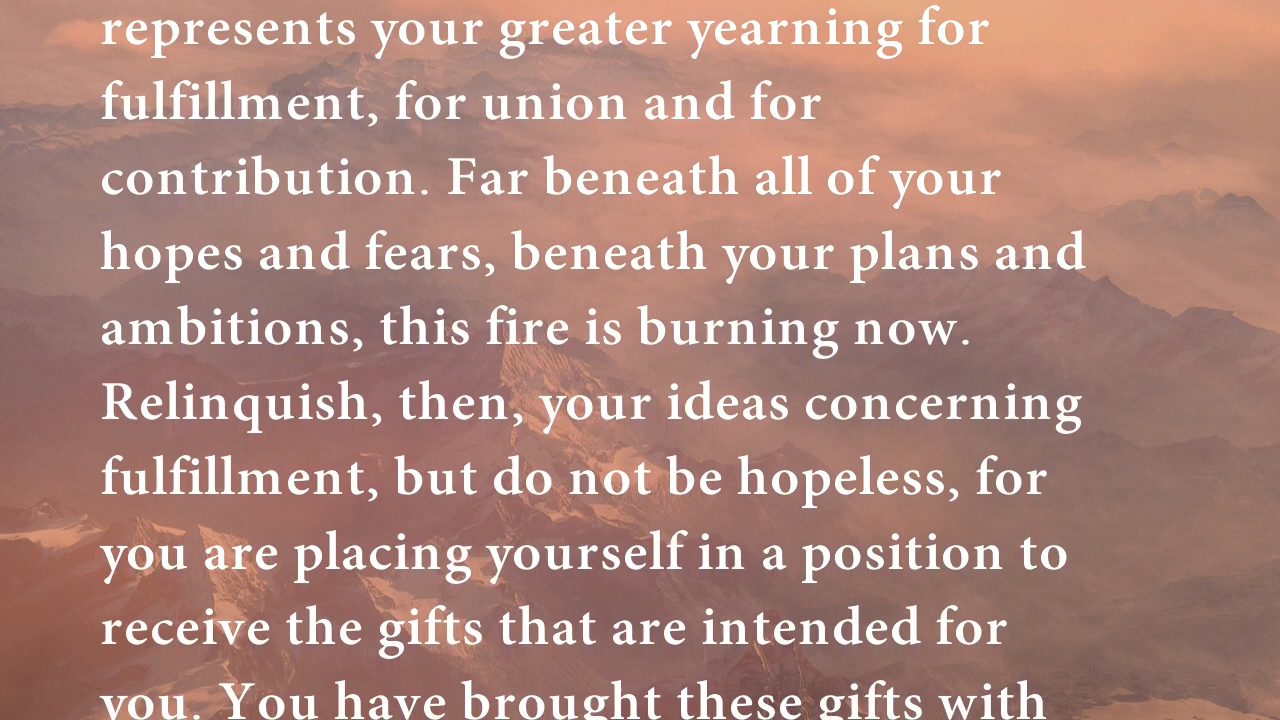 represents your greater yearning for
fulfillment, for union and for
contribution. Far beneath all of your
hopes and fears, beneath your plans and
ambitions, this fire is burning now.
Relinquish, then, your ideas concerning
fulfillment, but do not be hopeless, for
you are placing yourself in a position to
receive the gifts that are intended for
you. You have brought these gifts with